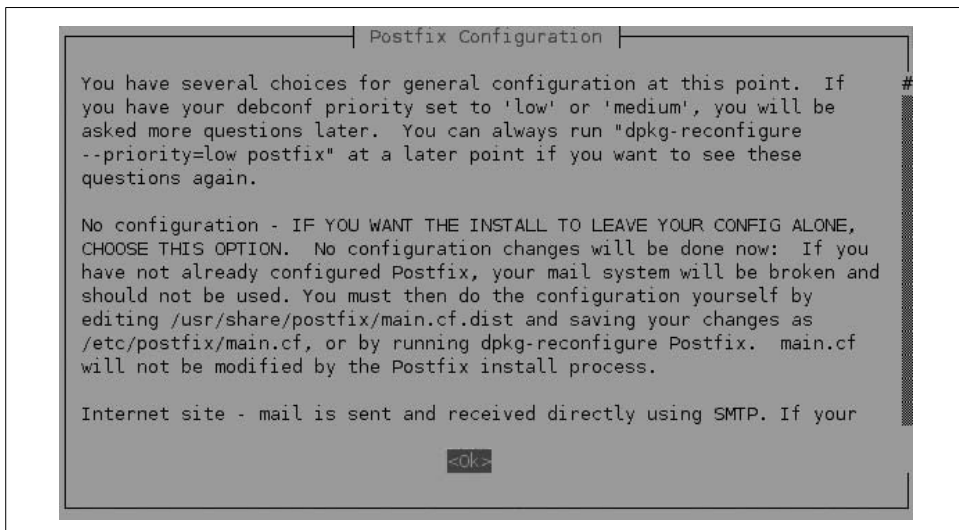 Postfix Configuration
You have several choices for general configuration at this point. If
you have your debconf priority set to 'low' or 'medium', you will be
asked more questions later. You can always run "dpkg-reconfigure
--priority=low postfix" at a later point if you want to see these
questions again.
No configuration - IF YOU WANT THE INSTALL TO LEAVE YOUR CONFIG ALONE,
CHOOSE THIS OPTION. No configuration changes will be done now: If you
have not already configured Postfix, your mail system will be broken and
should not be used. You must then do the configuration yourself by
editing /usr/share/postfix/main.cf.dist and saving your changes as
/etc/postfix/main.cf, or by running dpkg-reconfigure Postfix. main.cf
will not be modified by the Postfix install process.
Internet site - mail is sent and received directly using SMTP. If your
<Ok>